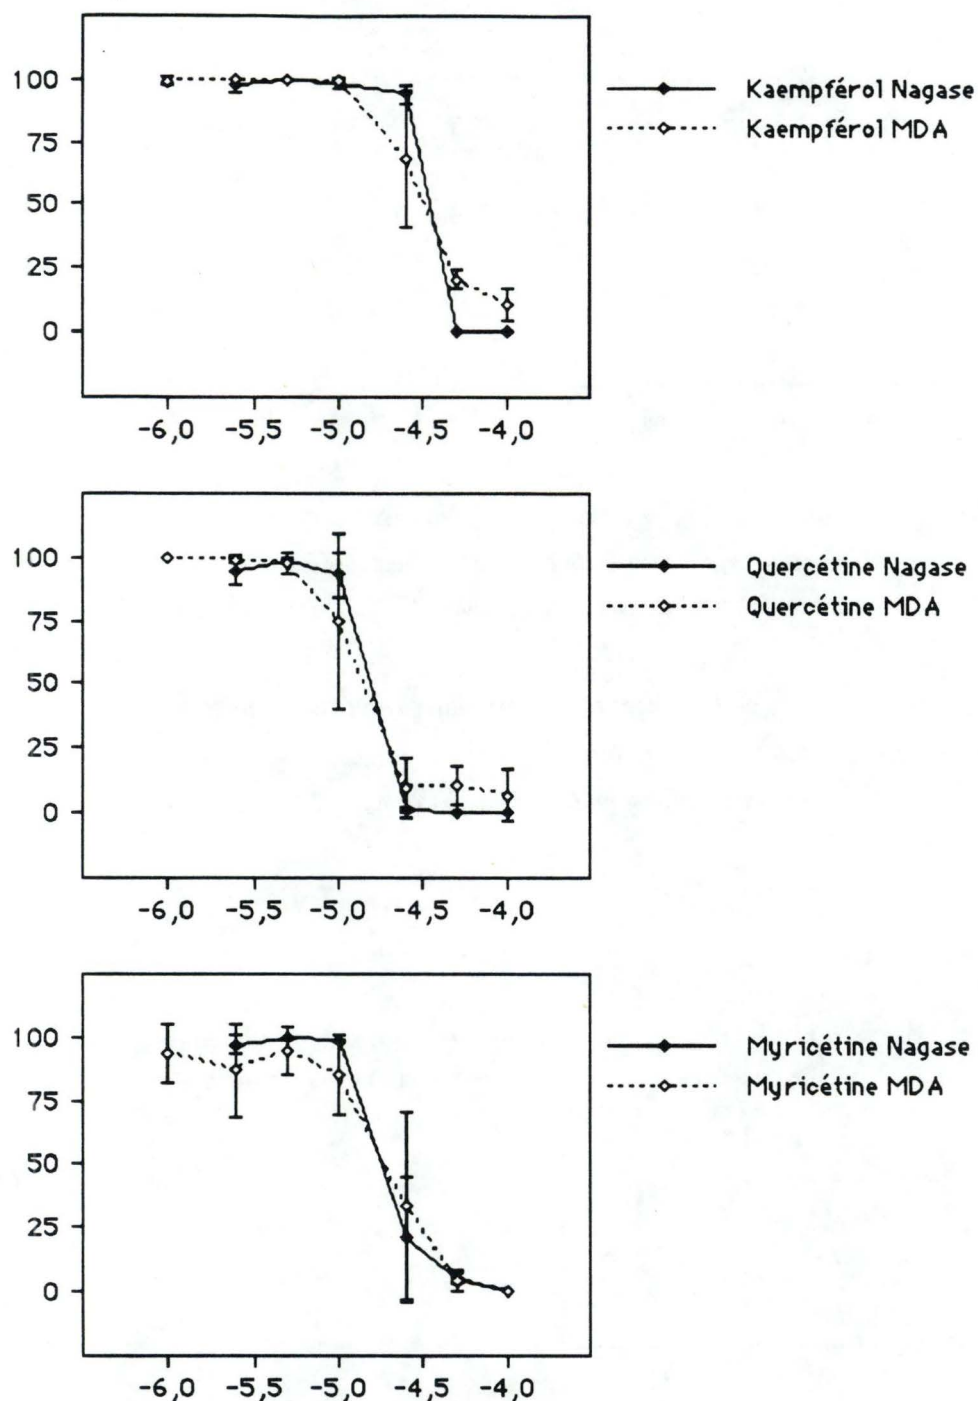 100
75
50
25
0
-6,0 -5,5 -5,0 -4,5 -4,0
Kaempférol Nagase
Kaempférol MDA
100
75
50
25
0
-6,0 -5,5 -5,0 -4,5 -4,0
Quercétine Nagase
Quercétine MDA
100
75
50
25
0
-6,0 -5,5 -5,0 -4,5 -4,0
Myricétine Nagase
Myricétine MDA